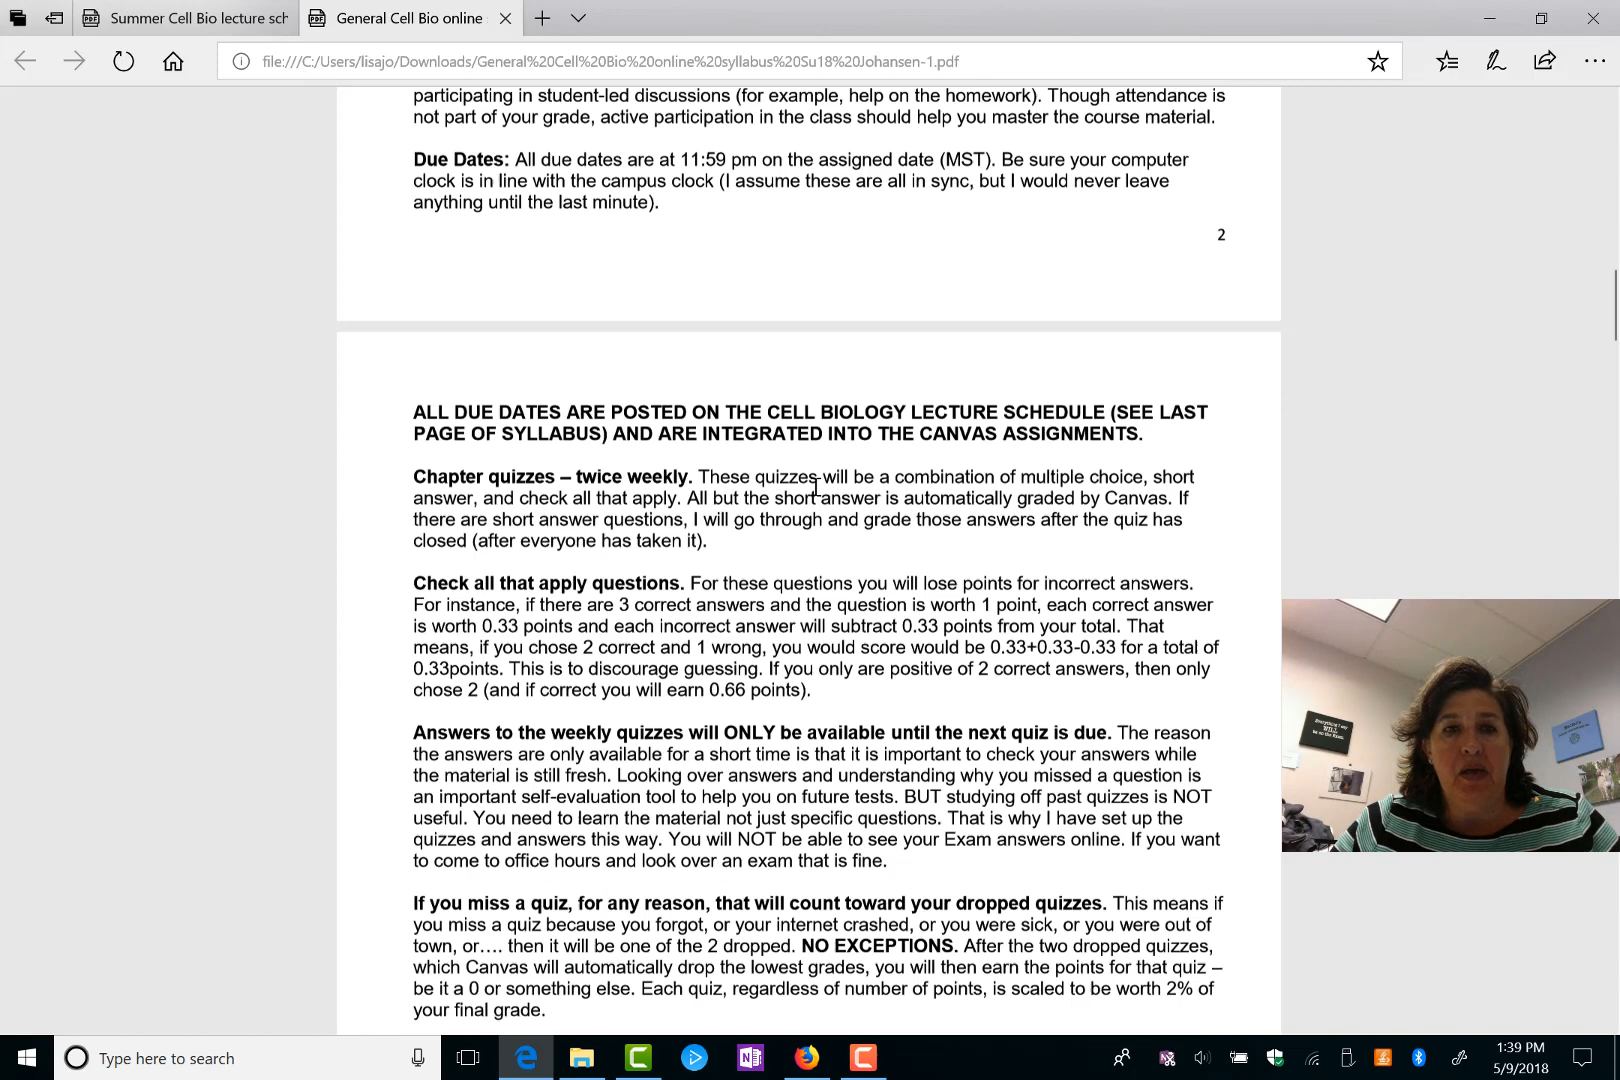 Summer Cell Bio lecture sch
General Cell Bio online
file:///C:/Users/lisajo/Downloads/General%20Cell%20Bio%20online%20syllabus%20Su18%20Johansen-1.pdf
participating in student-led discussions (for example, help on the homework). Though attendance is
not part of your grade, active participation in the class should help you master the course material.
Due Dates: All due dates are at 11:59 pm on the assigned date (MST). Be sure your computer
clock is in line with the campus clock (I assume these are all in sync, but I would never leave
anything until the last minute).
2
ALL DUE DATES ARE POSTED ON THE CELL BIOLOGY LECTURE SCHEDULE (SEE LAST
PAGE OF SYLLABUS) AND ARE INTEGRATED INTO THE CANVAS ASSIGNMENTS.
Chapter quizzes – twice weekly. These quizzes will be a combination of multiple choice, short
answer, and check all that apply. All but the short answer is automatically graded by Canvas. If
there are short answer questions, I will go through and grade those answers after the quiz has
closed (after everyone has taken it).
Check all that apply questions. For these questions you will lose points for incorrect answers.
For instance, if there are 3 correct answers and the question is worth 1 point, each correct answer
is worth 0.33 points and each incorrect answer will subtract 0.33 points from your total. That
means, if you chose 2 correct and 1 wrong, you would score would be 0.33+0.33-0.33 for a total of
0.33points. This is to discourage guessing. If you only are positive of 2 correct answers, then only
chose 2 (and if correct you will earn 0.66 points).
Answers to the weekly quizzes will ONLY be available until the next quiz is due. The reason
the answers are only available for a short time is that it is important to check your answers while
the material is still fresh. Looking over answers and understanding why you missed a question is
an important self-evaluation tool to help you on future tests. BUT studying off past quizzes is NOT
useful. You need to learn the material not just specific questions. That is why I have set up the
quizzes and answers this way. You will NOT be able to see your Exam answers online. If you want
to come to office hours and look over an exam that is fine.
If you miss a quiz, for any reason, that will count toward your dropped quizzes. This means if
you miss a quiz because you forgot, or your internet crashed, or you were sick, or you were out of
town, or…. then it will be one of the 2 dropped. NO EXCEPTIONS. After the two dropped quizzes,
which Canvas will automatically drop the lowest grades, you will then earn the points for that quiz –
be it a 0 or something else. Each quiz, regardless of number of points, is scaled to be worth 2% of
your final grade.
Everything I say
WILL
be on the Exam
Type here to search
1:39 PM
5/9/2018